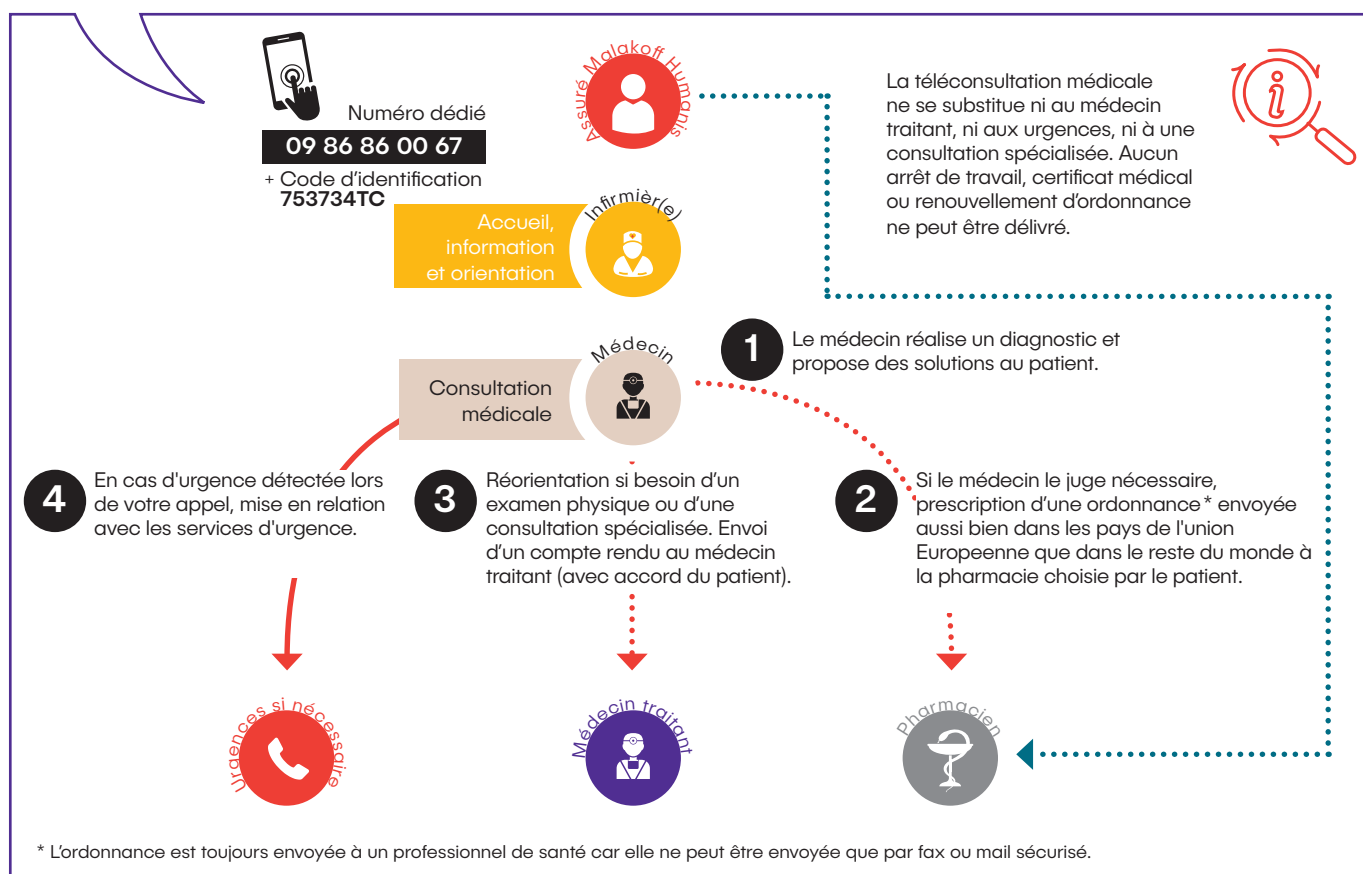 Numéro dédié
09 86 86 00 67
+ Code d'identification
753734TC
Assuré Malakoff Humanis
La téléconsultation médicale
ne se substitue ni au médecin
traitant, ni aux urgences, ni à une
consultation spécialisée. Aucun
arrêt de travail, certificat médical
ou renouvellement d'ordonnance
ne peut être délivré.
Infirmièr(e)
Accueil,
information
et orientation
Médecin
Consultation
médicale
1
Le médecin réalise un diagnostic et
propose des solutions au patient.
4
En cas d'urgence détectée lors
de votre appel, mise en relation
avec les services d'urgence.
3
Réorientation si besoin d'un
examen physique ou d'une
consultation spécialisée. Envoi
d'un compte rendu au médecin
traitant (avec accord du patient).
2
Si le médecin le juge nécessaire,
prescription d'une ordonnance * envoyée
aussi bien dans les pays de l'union
Europeenne que dans le reste du monde à
la pharmacie choisie par le patient.
Urgences si nécessaire
Médecin traitant
Pharmacien
* L'ordonnance est toujours envoyée à un professionnel de santé car elle ne peut être envoyée que par fax ou mail sécurisé.